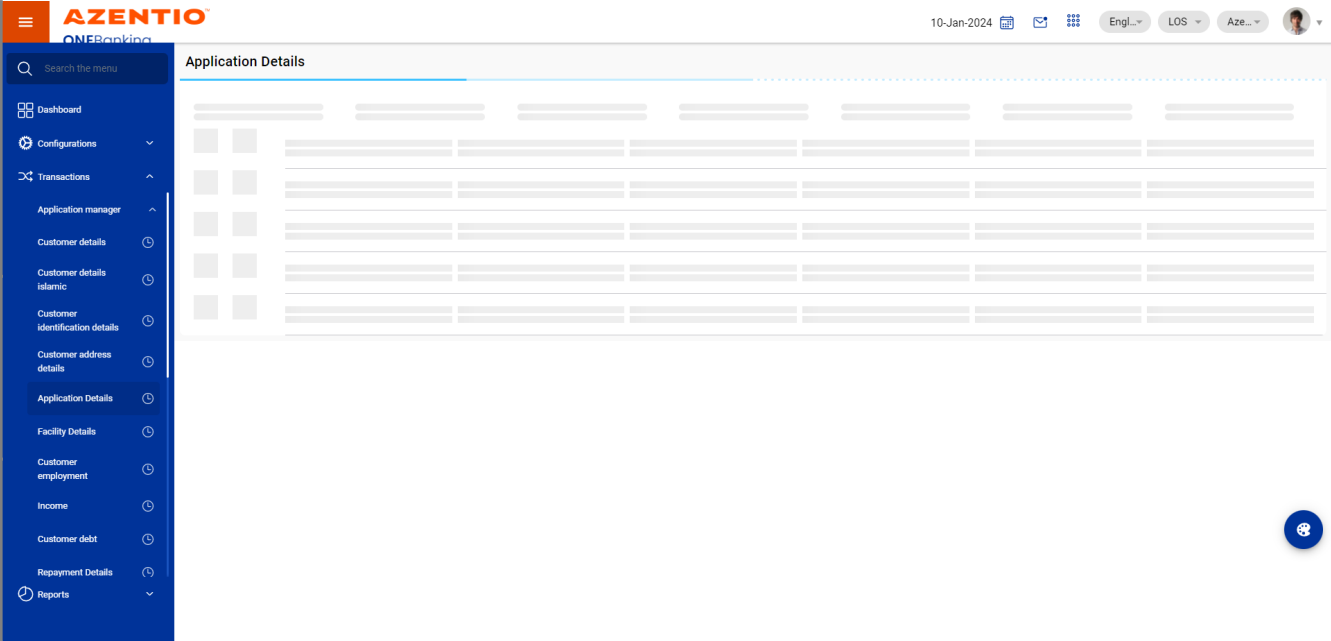 AZENTIO™
ONEBanking
10-Jan-2024
Engl...
LOS
Aze...
Search the menu
Application Details
Dashboard
Configurations
Transactions
Application manager
Customer details
Customer details
islamic
Customer
identification details
Customer address
details
Application Details
Facility Details
Customer
employment
Income
Customer debt
Repayment Details
Reports